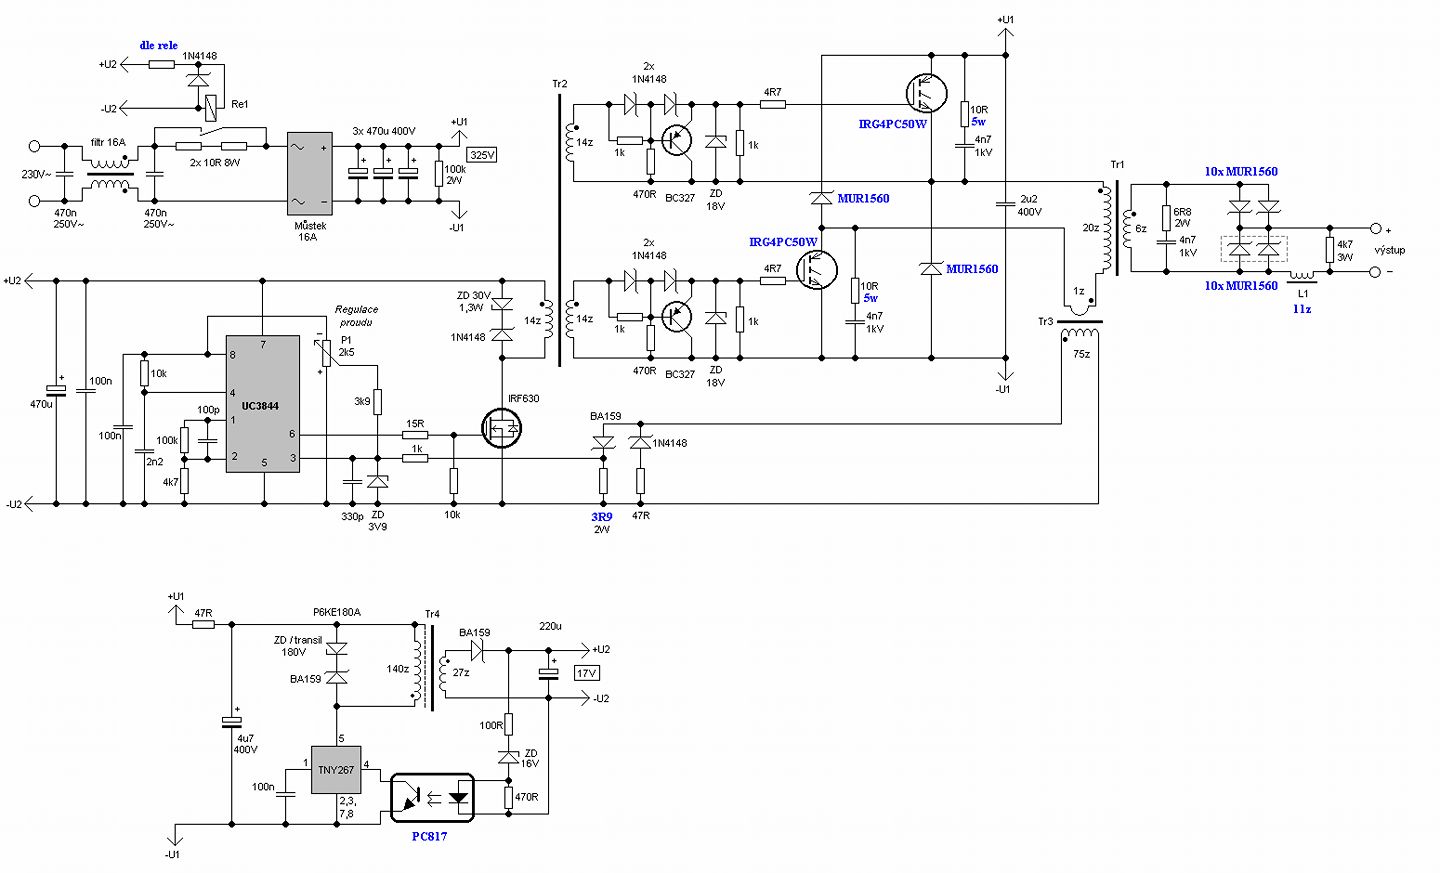 dle rele
+U2
1N4148
-U2
Re1
filtr 16A
230V~
470n
250V~
470n
250V~
2x 10R 8W
~
~
+
−
Můstek
16A
3x 470u 400V
+
+
+
+U1
325V
100k
2W
-U1
Tr2
14z
2x
1N4148
1k
470R
BC327
ZD
18V
1k
4R7
IRG4PC50W
10R
5w
4n7
1kV
+U1
MUR1560
2u2
400V
Tr1
20z
6z
10x MUR1560
6R8
2W
4n7
1kV
4k7
3W
+
výstup
−
10x MUR1560
L1
11z
14z
2x
1N4148
1k
470R
BC327
ZD
18V
1k
4R7
IRG4PC50W
10R
5w
4n7
1kV
MUR1560
-U1
1z
Tr3
75z
+U2
470u
+
100n
100n
10k
2n2
100p
100k
4k7
8
4
1
2
7
UC3844
6
3
5
Regulace
proudu
−
P1
2k5
+
3k9
ZD 30V
1,3W
1N4148
14z
IRF630
15R
1k
330p
ZD
3V9
10k
BA159
1N4148
3R9
2W
47R
-U2
+U1
47R
P6KE180A
ZD / transil
180V
BA159
140z
Tr4
27z
BA159
220u
+
+U2
17V
-U2
+
4u7
400V
100R
ZD
16V
470R
5
1
TNY267
4
100n
2,3,
7,8
PC817
-U1